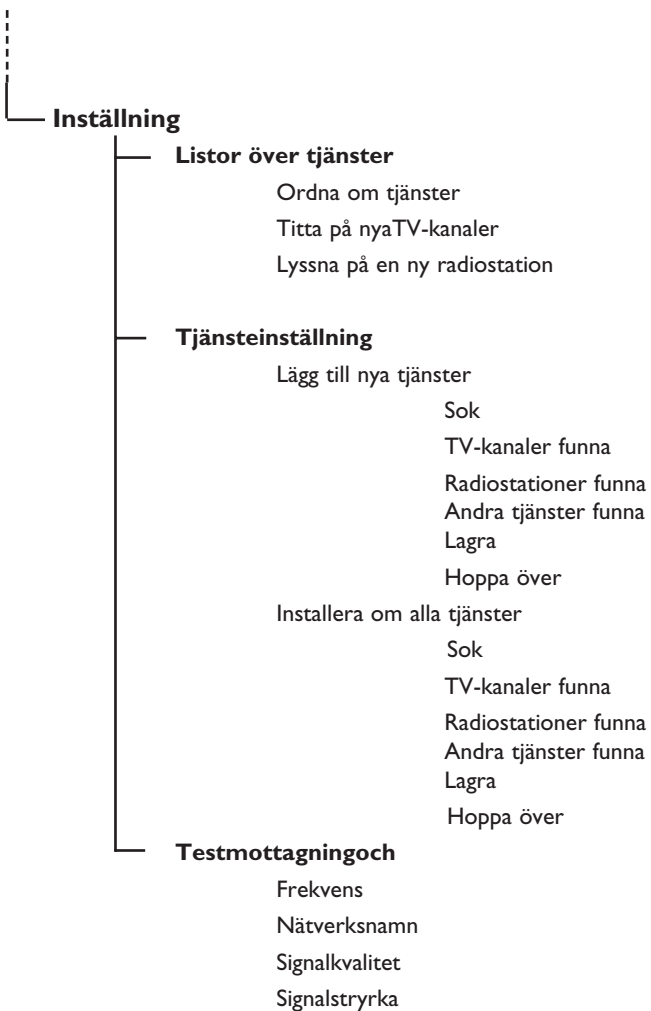 Inställning
Listor över tjänster
Ordna om tjänster
Titta på nyaTV-kanaler
Lyssna på en ny radiostation
Tjänsteinställning
Lägg till nya tjänster
Sok
TV-kanaler funna
Radiostationer funna
Andra tjänster funna
Lagra
Hoppa över
Installera om alla tjänster
Sok
TV-kanaler funna
Radiostationer funna
Andra tjänster funna
Lagra
Hoppa över
Testmottagningoch
Frekvens
Nätverksnamn
Signalkvalitet
Signalstryrka